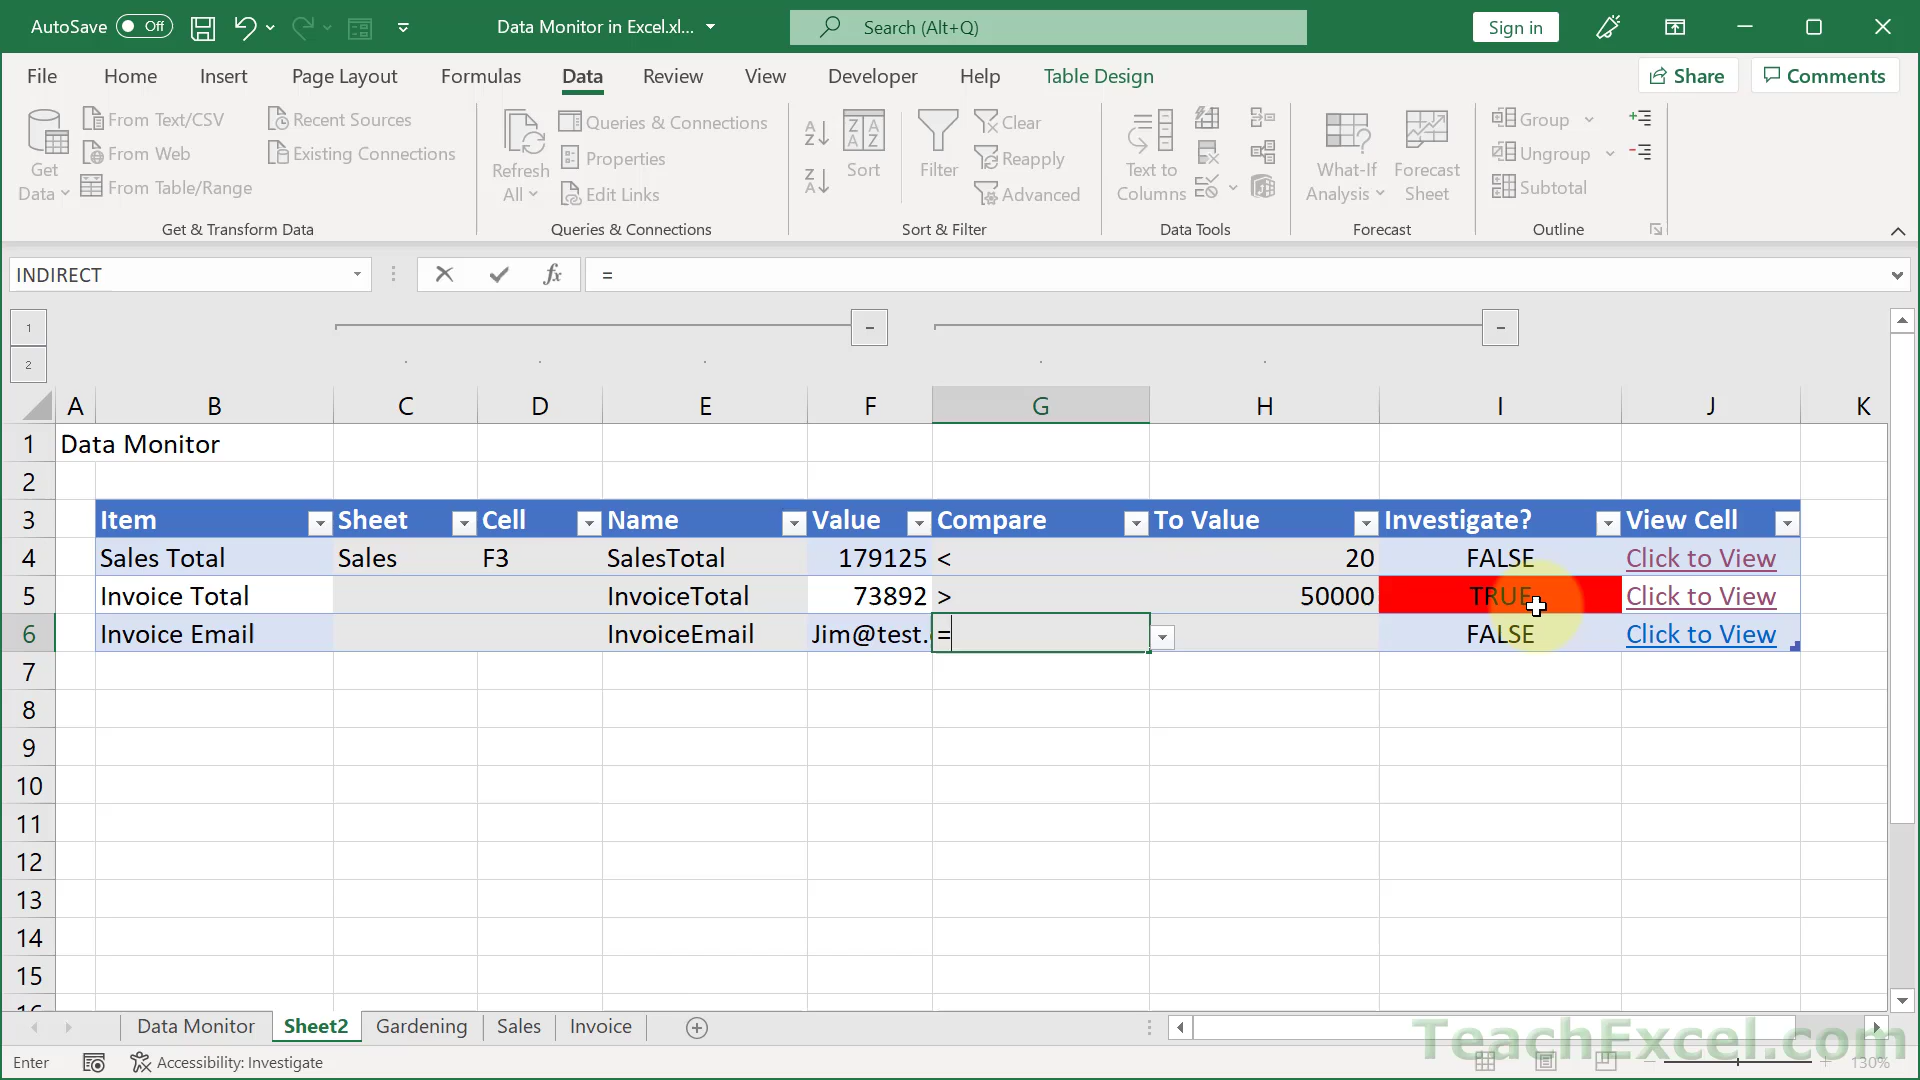 AutoSave Off Data Monitor in Excel.xl... Search (Alt+Q) Sign in
File Home Insert Page Layout Formulas Data Review View Developer Help Table Design Share Comments
Get Data From Text/CSV From Web From Table/Range Recent Sources Existing Connections
Refresh All Queries & Connections Properties Edit Links
Sort Filter Clear Reapply Advanced
Text to Columns What-If Analysis Forecast Sheet Group Ungroup Subtotal
Get & Transform Data Queries & Connections Sort & Filter Data Tools Forecast Outline
INDIRECT fx =
1
2
A B C D E F G H I J K
1 Data Monitor
2
3 Item Sheet Cell Name Value Compare To Value Investigate? View Cell
4 Sales Total Sales F3 SalesTotal 179125 < 20 FALSE Click to View
5 Invoice Total InvoiceTotal 73892 > 50000 TRUE Click to View
6 Invoice Email InvoiceEmail Jim@test. = FALSE Click to View
7
8
9
10
11
12
13
14
15
16
Data Monitor Sheet2 Gardening Sales Invoice
TeachExcel.com
Enter Accessibility: Investigate 130%